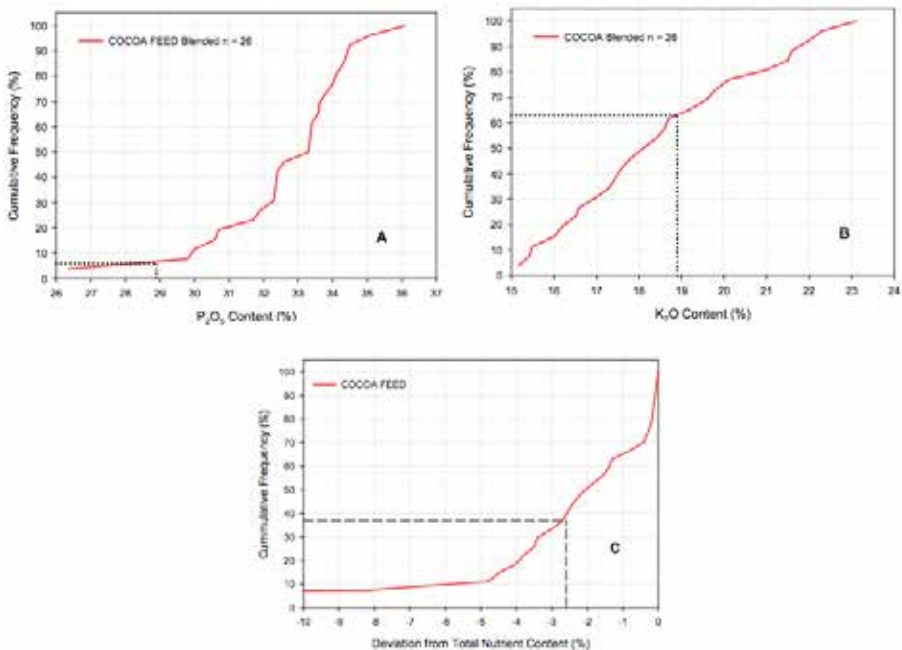 COCOA FEED Blended n = 26
Cumulative Frequency (%)
100
90
80
70
60
50
40
30
20
10
0
26 27 28 29 30 31 32 33 34 35 36 37
P₂O₅ Content (%)
A
COCOA Blended n = 26
Cumulative Frequency (%)
100
90
80
70
60
50
40
30
20
10
0
15 16 17 18 19 20 21 22 23 24
K₂O Content (%)
B
COCOA FEED
Cummulative Frequency (%)
100
90
80
70
60
50
40
30
20
10
0
-10 -9 -8 -7 -6 -5 -4 -3 -2 -1 0
Deviation from Total Nutrient Content (%)
C